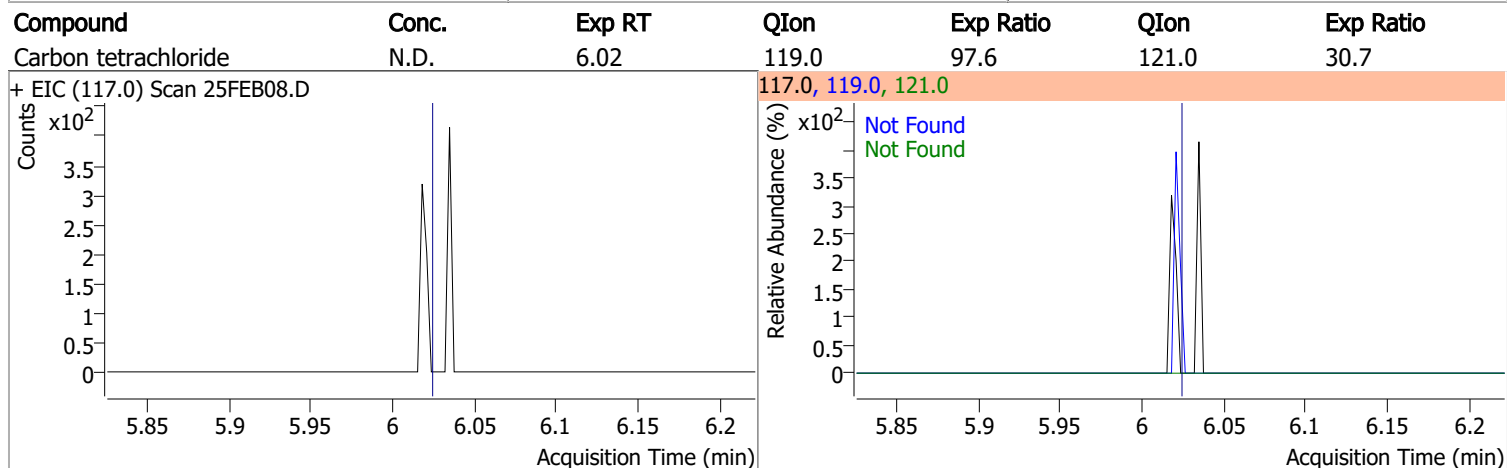 Compound Conc. Exp RT QIon Exp Ratio QIon Exp Ratio
Carbon tetrachloride N.D. 6.02 119.0 97.6 121.0 30.7
+ EIC (117.0) Scan 25FEB08.D
Counts
x10²
3.5
3
2.5
2
1.5
1
0.5
0
5.85 5.9 5.95 6 6.05 6.1 6.15 6.2
Acquisition Time (min)
117.0, 119.0, 121.0
Relative Abundance (%)
x10²
Not Found
Not Found
3.5
3
2.5
2
1.5
1
0.5
0
5.85 5.9 5.95 6 6.05 6.1 6.15 6.2
Acquisition Time (min)